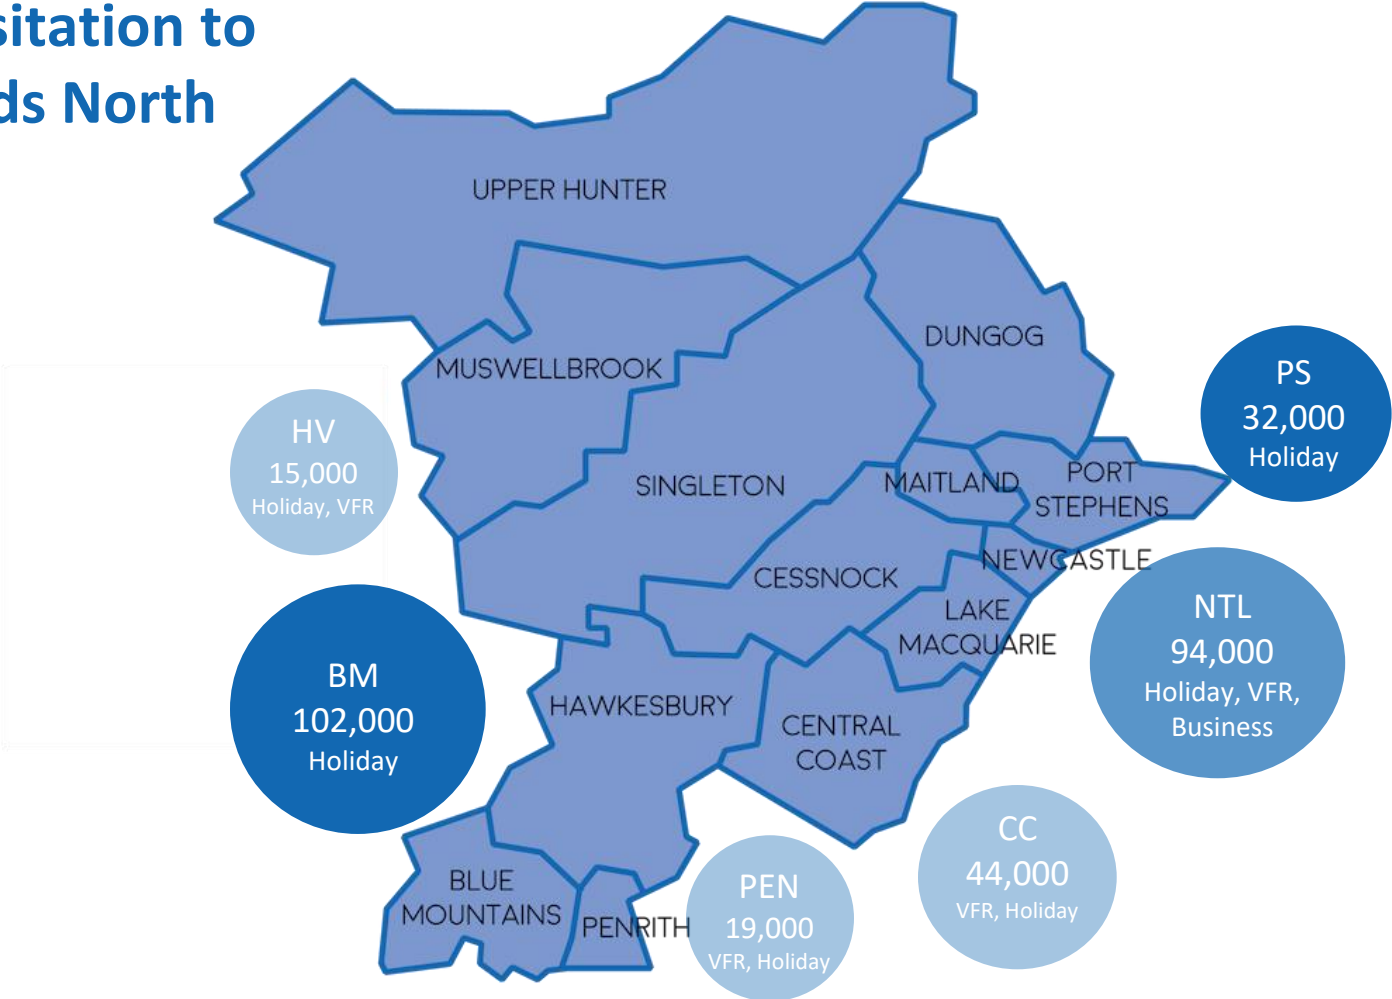 sitation to
ds North
UPPER HUNTER
DUNGOG
MUSWELLBROOK
PS
32,000
Holiday
HV
15,000
Holiday, VFR
SINGLETON
MAITLAND
PORT
STEPHENS
CESSNOCK
NEWCASTLE
LAKE
MACQUARIE
NTL
94,000
Holiday, VFR,
Business
BM
102,000
Holiday
HAWKESBURY
CENTRAL
COAST
CC
44,000
VFR, Holiday
BLUE
MOUNTAINS
PENRITH
PEN
19,000
VFR, Holiday